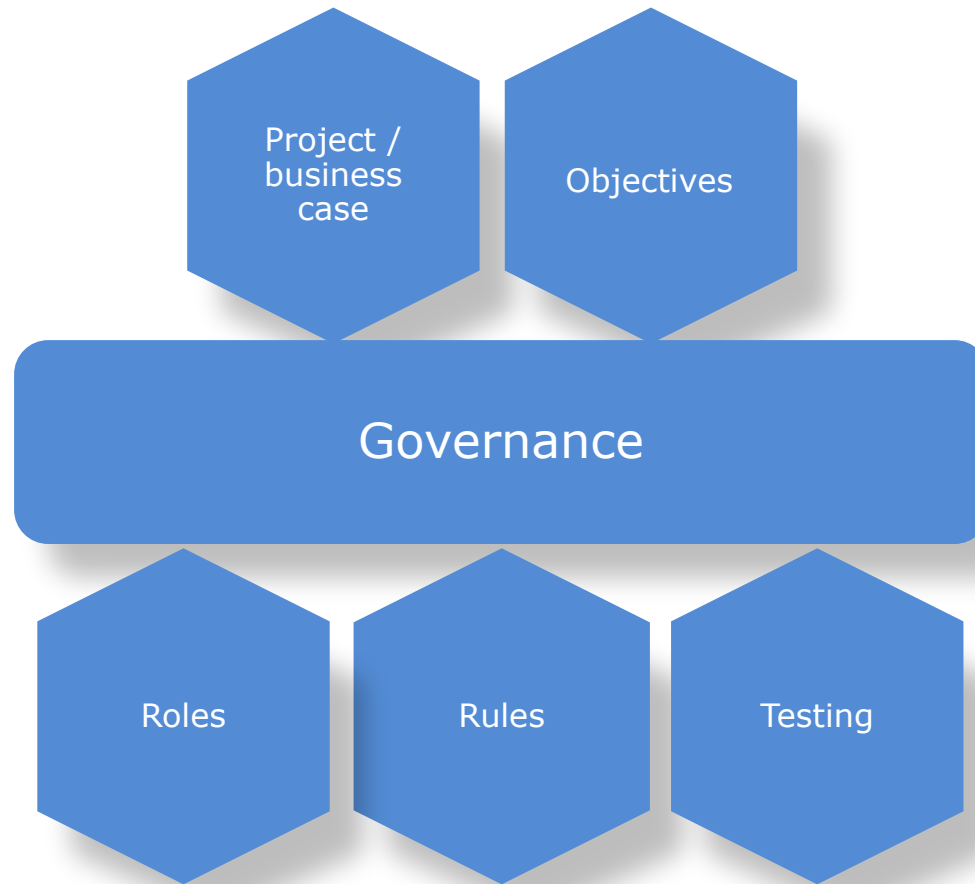 Project /
business
case
Objectives
Governance
Roles
Rules
Testing